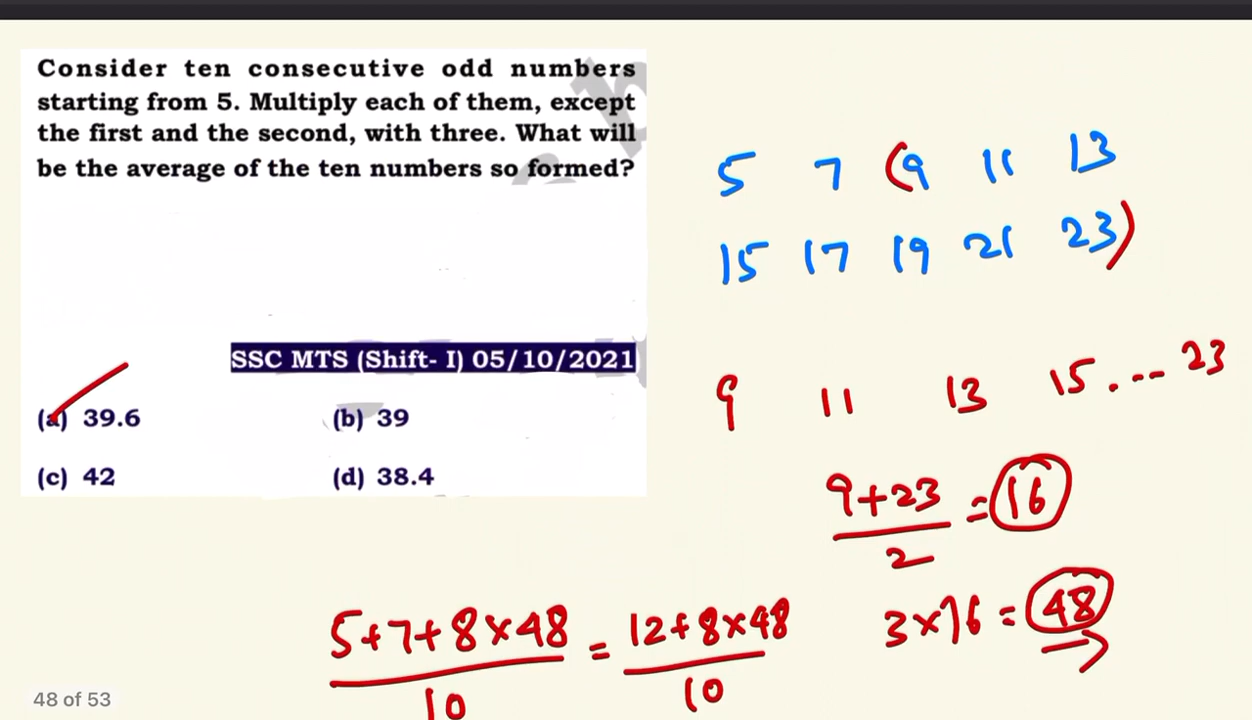 Consider ten consecutive odd numbers
starting from 5. Multiply each of them, except
the first and the second, with three. What will
be the average of the ten numbers so formed?
SSC MTS (Shift- I) 05/10/2021
(a) 39.6 (b) 39
(c) 42 (d) 38.4
5 7 (9 11 13
15 17 19 21 23)
9 11 13 15 .... 23
9+23 / 2 = 16
3×16 = 48
5+7+8×48 / 10 = 12+8×48 / 10
48 of 53